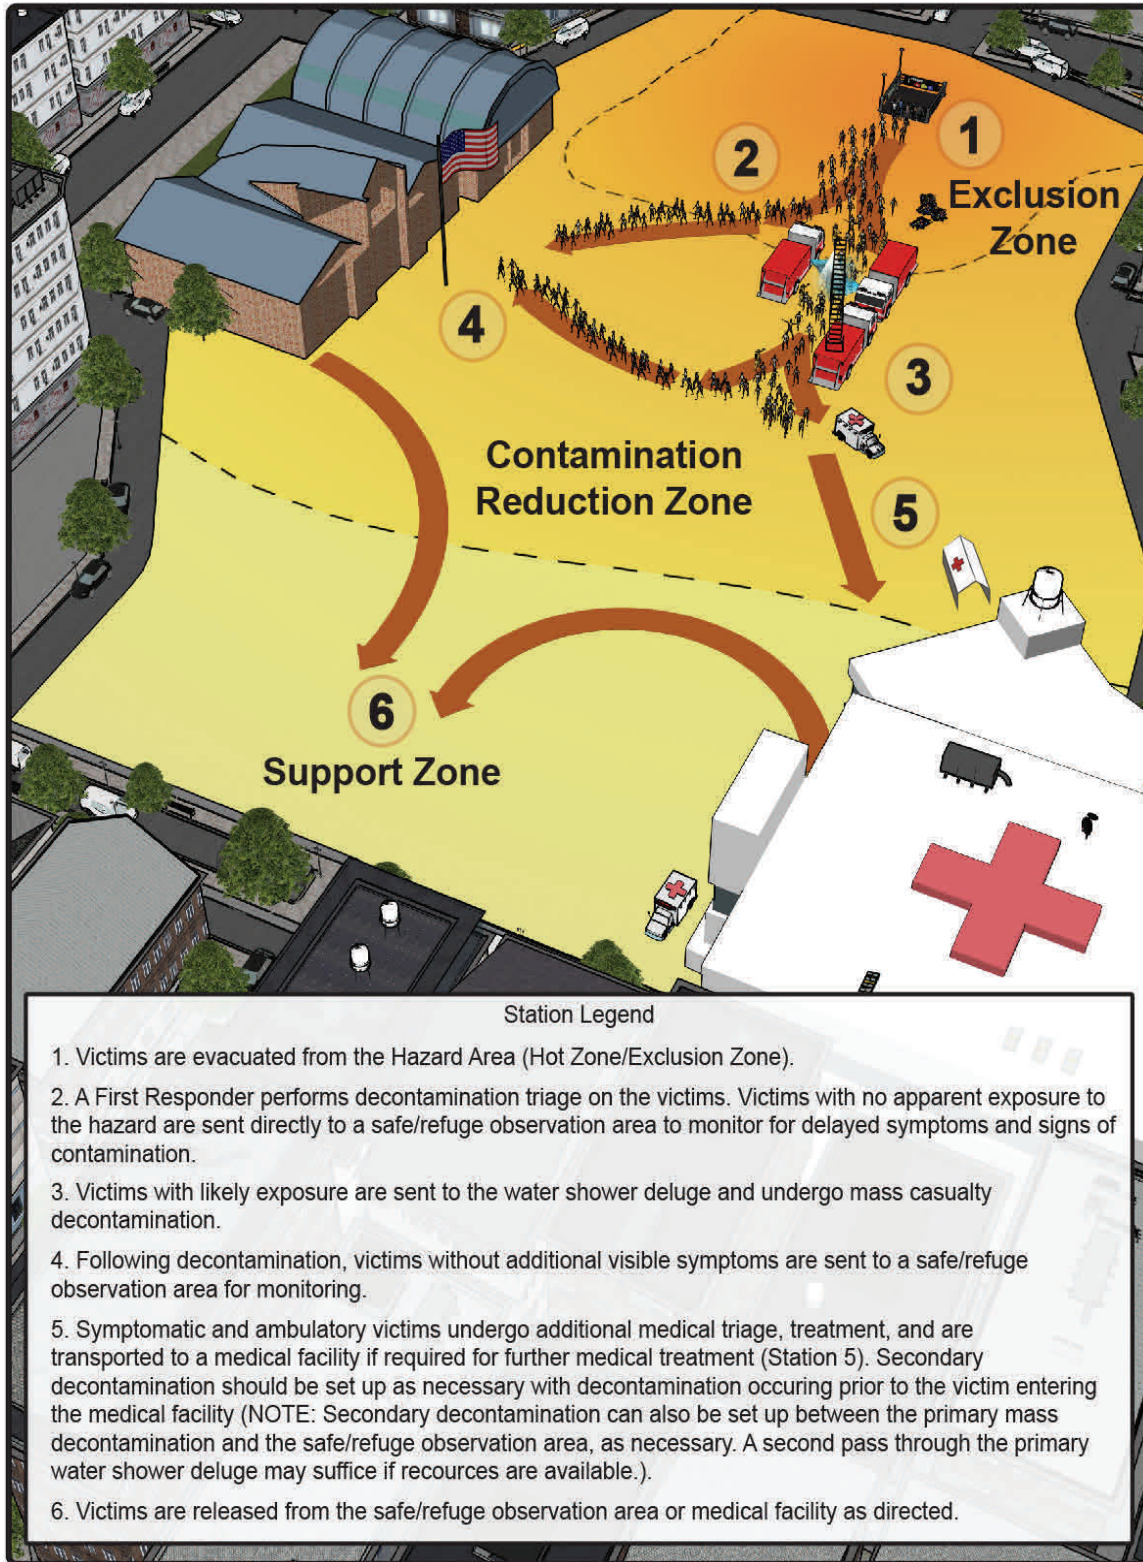 1
2
Exclusion
Zone
4
3
Contamination
Reduction Zone
5
6
Support Zone
Station Legend
1. Victims are evacuated from the Hazard Area (Hot Zone/Exclusion Zone).
2. A First Responder performs decontamination triage on the victims. Victims with no apparent exposure to
the hazard are sent directly to a safe/refuge observation area to monitor for delayed symptoms and signs of
contamination.
3. Victims with likely exposure are sent to the water shower deluge and undergo mass casualty
decontamination.
4. Following decontamination, victims without additional visible symptoms are sent to a safe/refuge
observation area for monitoring.
5. Symptomatic and ambulatory victims undergo additional medical triage, treatment, and are
transported to a medical facility if required for further medical treatment (Station 5). Secondary
decontamination should be set up as necessary with decontamination occuring prior to the victim entering
the medical facility (NOTE: Secondary decontamination can also be set up between the primary mass
decontamination and the safe/refuge observation area, as necessary. A second pass through the primary
water shower deluge may suffice if recources are available.).
6. Victims are released from the safe/refuge observation area or medical facility as directed.